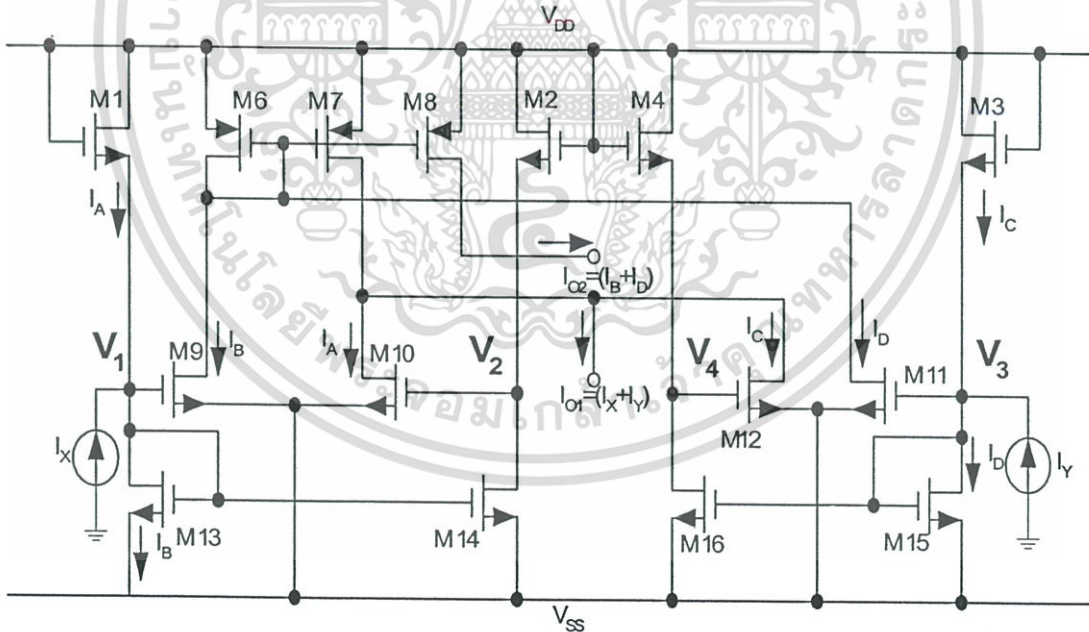 V_DD
M1
M6
M7
M8
M2
M4
M3
I_A
I_C
I_O2=(I_B+I_D)
V_1
M9
I_B
I_A
M10
V_2
I_O1=(I_X+I_Y)
V_4
I_C
I_D
M11
V_3
M12
I_X
I_D
I_Y
M13
I_B
M14
M16
M15
V_SS